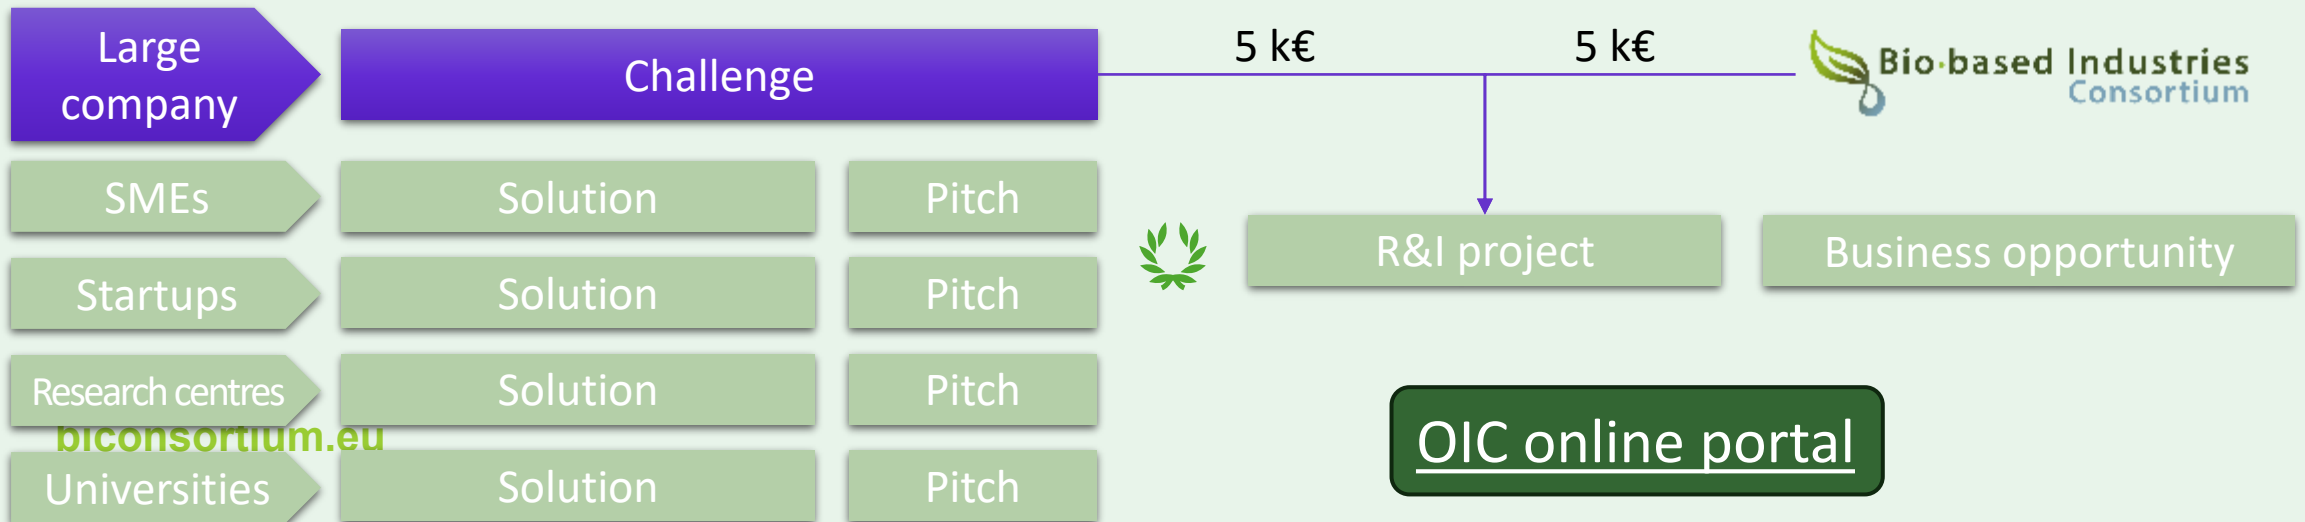 Large
company
Challenge
5 k€
5 k€
Bio·based Industries
Consortium
SMEs
Solution
Pitch
R&I project
Business opportunity
Startups
Solution
Pitch
Research centres
Solution
Pitch
biconsortium.eu
OIC online portal
Universities
Solution
Pitch